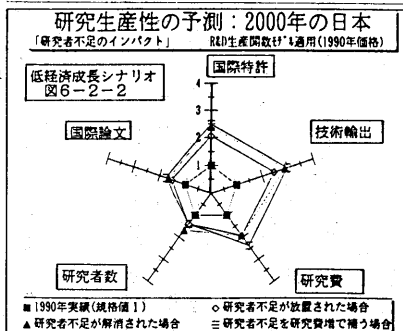 研究生産性の予測：2000年の日本
「研究者不足のインパクト」 R&D生産関数ﾓﾃﾞﾙ適用(1990年価格)
低経済成長シナリオ
図6－2－2
国際特許
4
3
2
1
国際論文
技術輸出
研究者数
研究費
■ 1990年実績(規格値1) ◇ 研究者不足が放置された場合
▲ 研究者不足が解消された場合 研究者不足を研究費増で補う場合